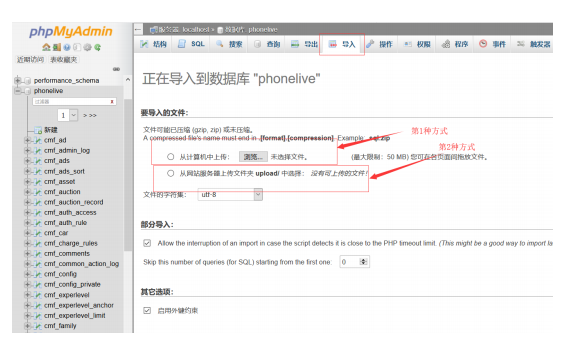 phpMyAdmin
近期访问 表收藏夹
performance_schema
phonelive
过滤器 x
1 > >>
新建
cmf_ad
cmf_admin_log
cmf_ads
cmf_ads_sort
cmf_asset
cmf_auction
cmf_auction_record
cmf_auth_access
cmf_auth_rule
cmf_car
cmf_charge_rules
cmf_comments
cmf_common_action_log
cmf_config
cmf_config_private
cmf_experlevel
cmf_experlevel_anchor
cmf_experlevel_limit
cmf_family
服务器: localhost » 数据库: phonelive
结构 SQL 搜索 查询 导出 导入 操作 权限 程序 事件 触发器
正在导入到数据库 "phonelive"
要导入的文件:
文件可能已压缩 (gzip, zip) 或未压缩。
A compressed file's name must end in .[format].[compression]. Example: .sql.zip
第1种方式
从计算机中上传: 浏览... 未选择文件。 (最大限制: 50 MB) 您可在各页面间拖放文件。
第2种方式
从网站服务器上传文件夹 upload/ 中选择: 没有可上传的文件!
文件的字符集: utf-8
部分导入:
Allow the interruption of an import in case the script detects it is close to the PHP timeout limit. (This might be a good way to import la
Skip this number of queries (for SQL) starting from the first one: 0
其它选项:
启用外键约束